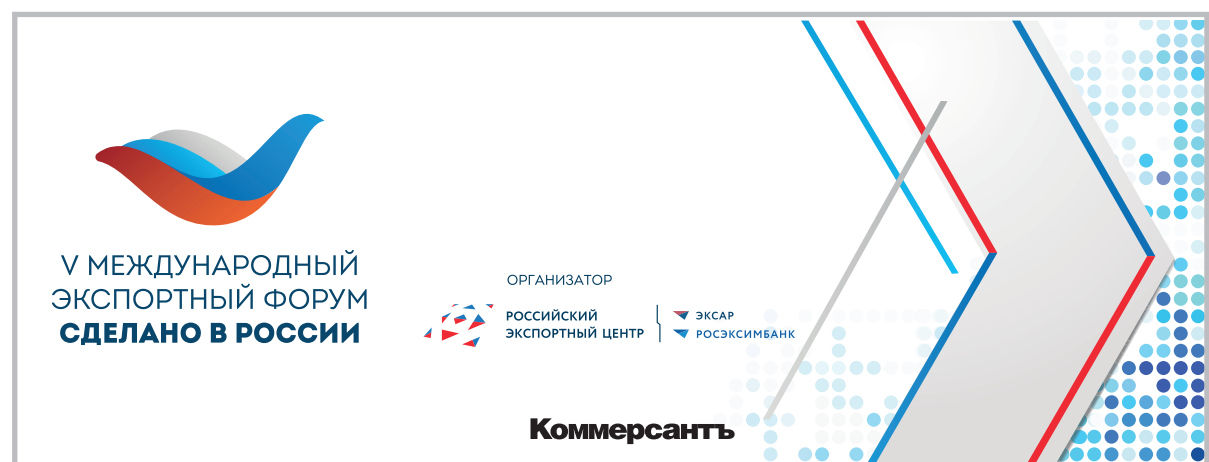 V МЕЖДУНАРОДНЫЙ
ЭКСПОРТНЫЙ ФОРУМ
СДЕЛАНО В РОССИИ
ОРГАНИЗАТОР
РОССИЙСКИЙ
ЭКСПОРТНЫЙ ЦЕНТР
ЭКСАР
РОСЭКСИМБАНК
Коммерсантъ